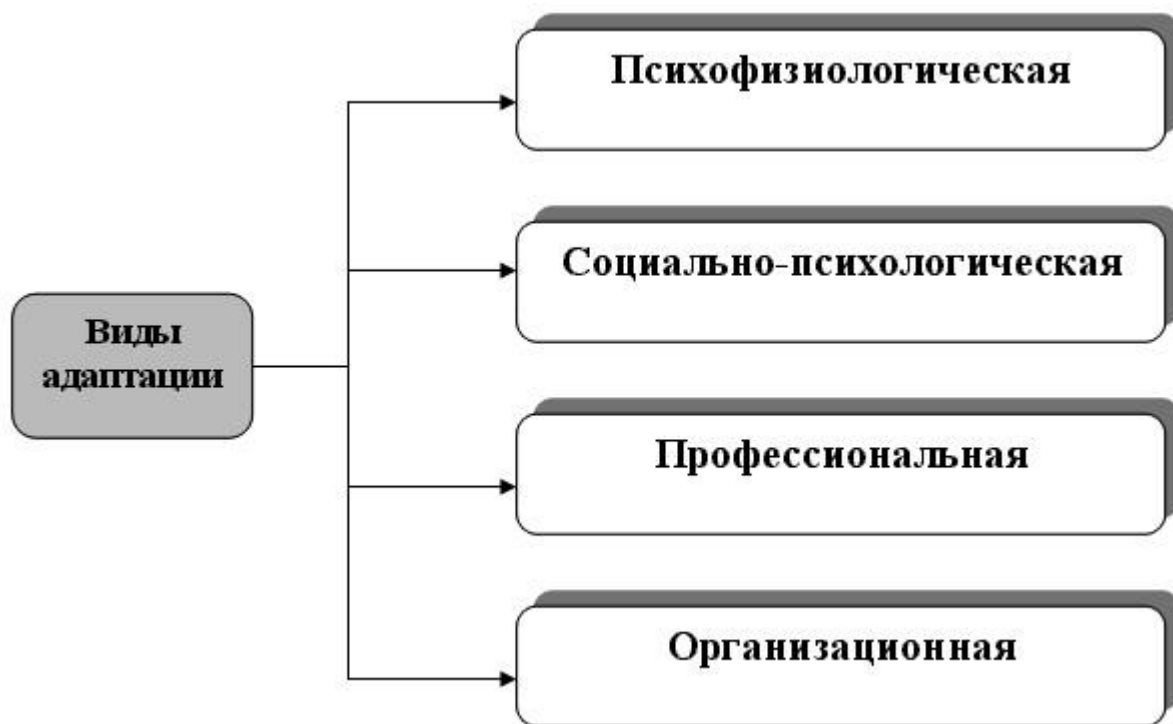 Психофизиологическая
Социально-психологическая
Виды
адаптации
Профессиональная
Организационная